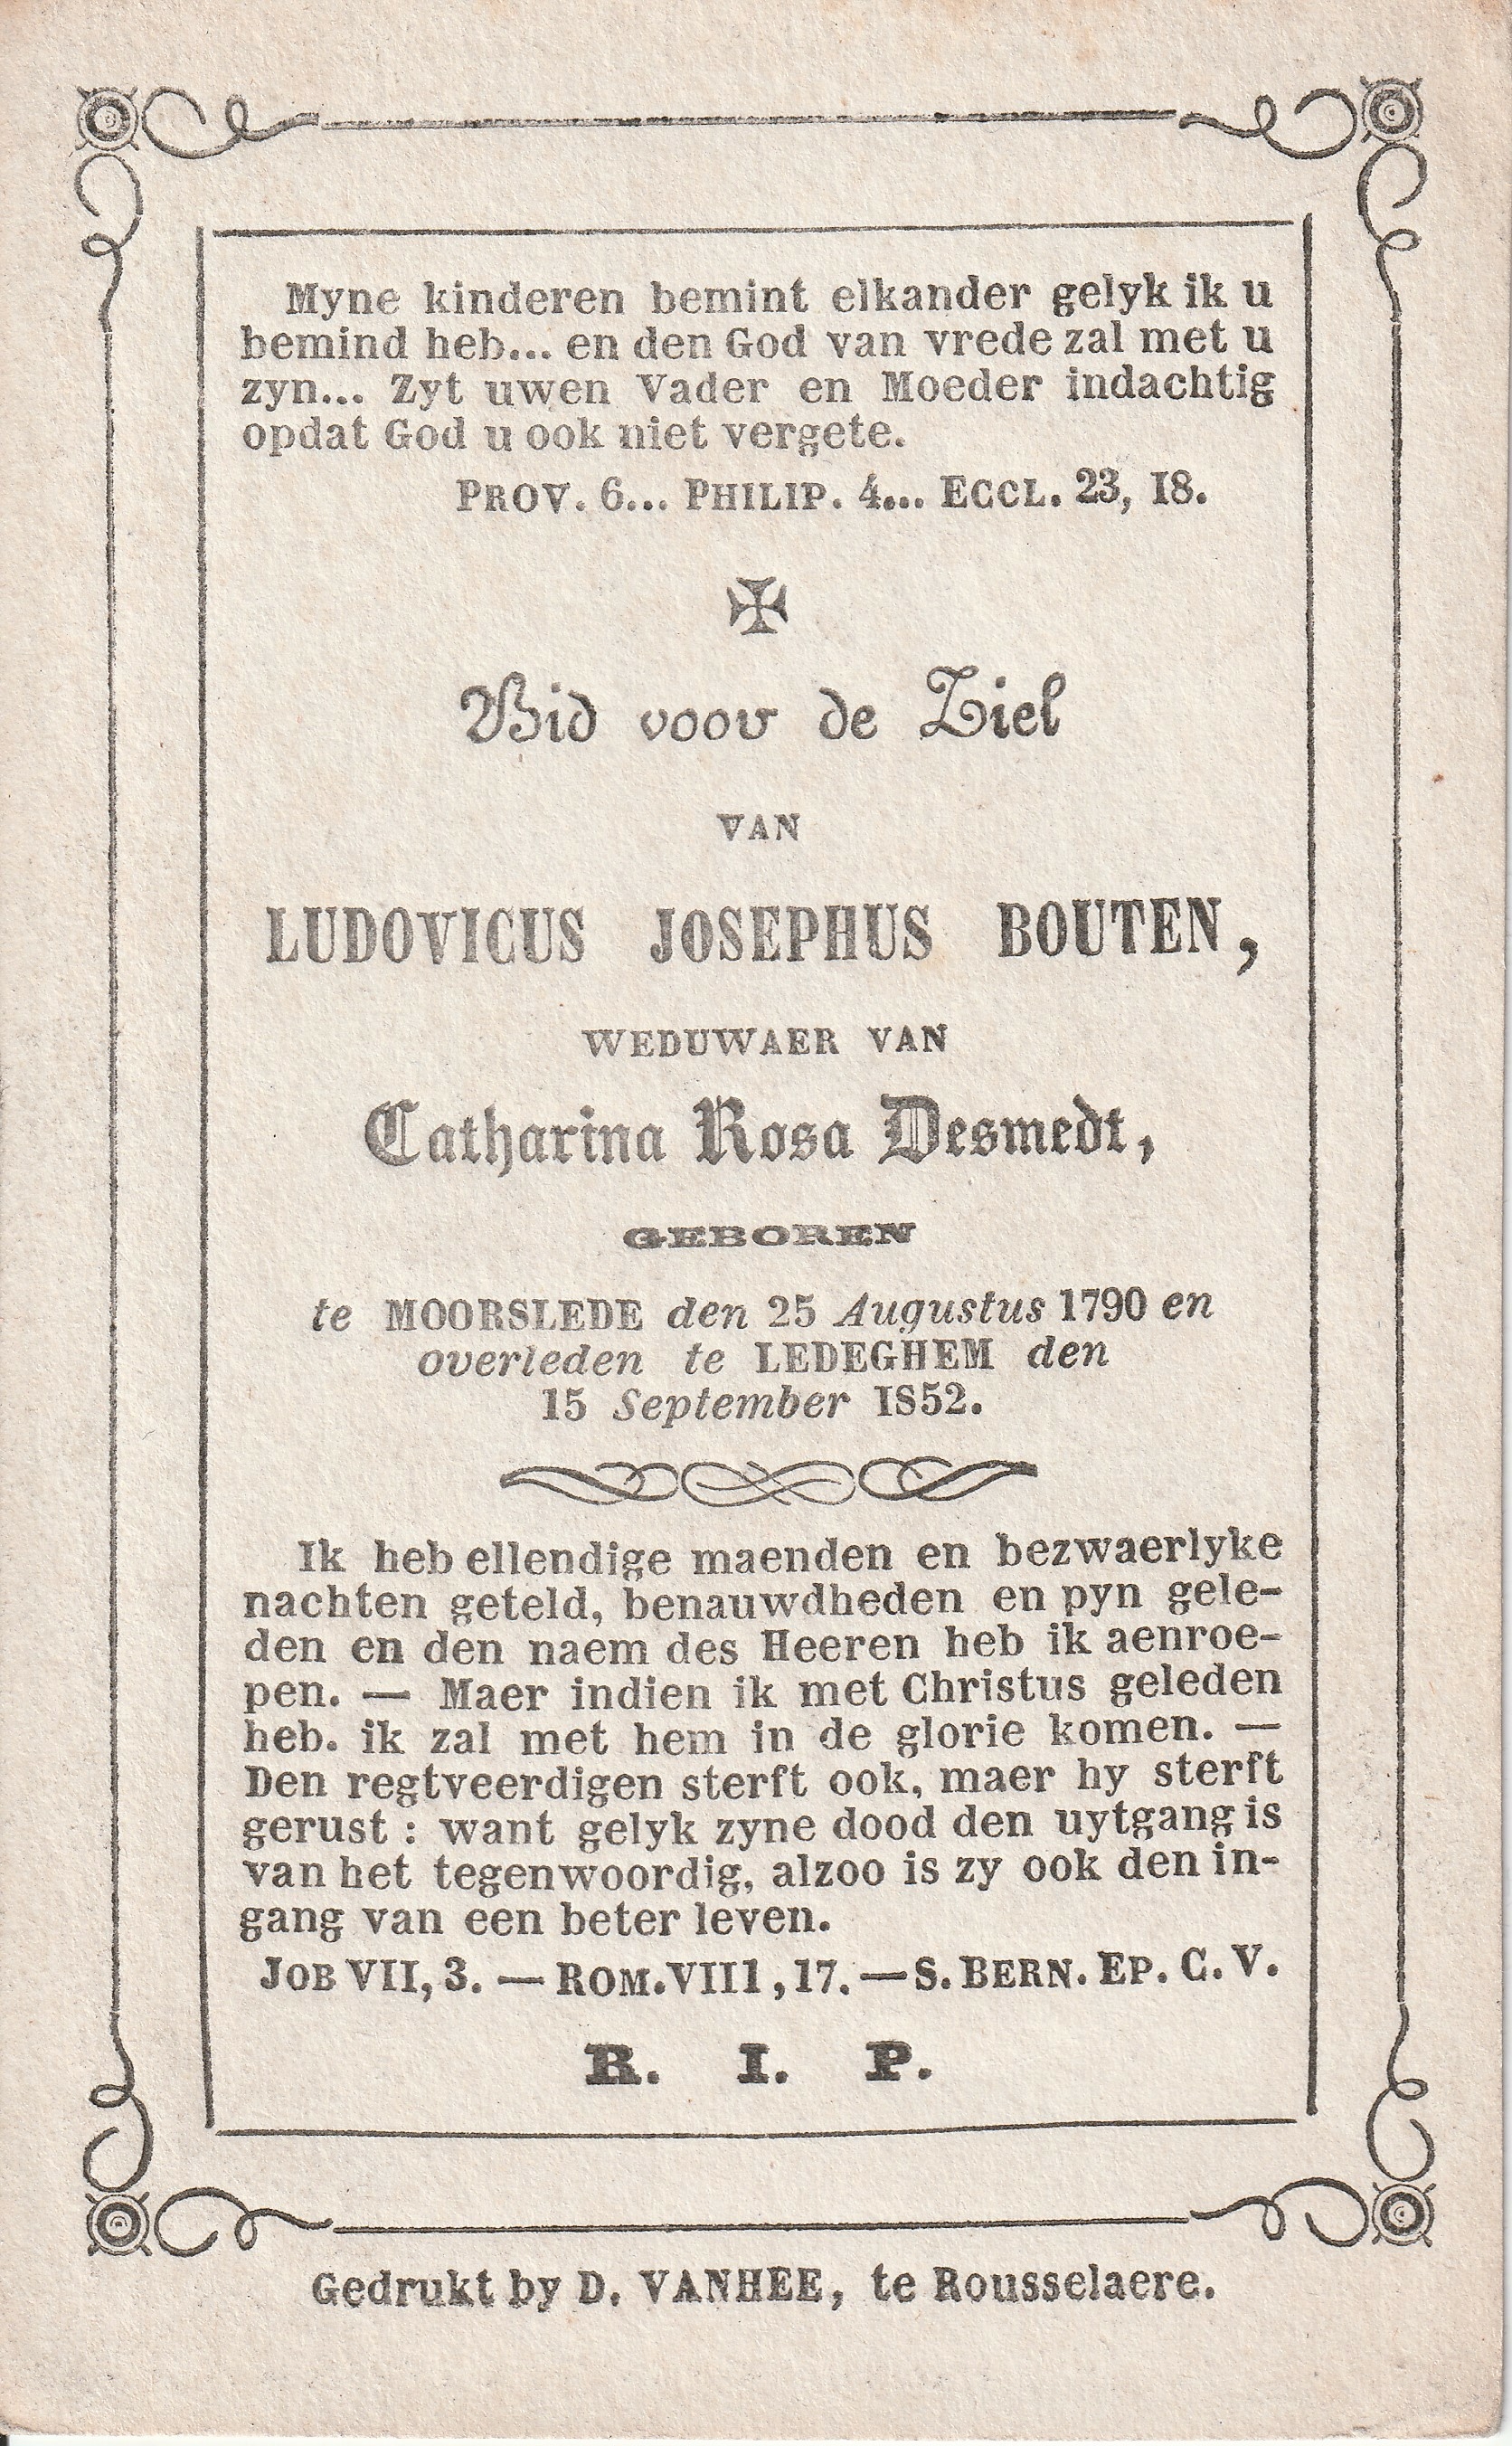 Myne kinderen bemint elkander gelyk ik u
bemind heb... en den God van vrede zal met u
zyn... Zyt uwen Vader en Moeder indachtig
opdat God u ook niet vergete.
PROV. 6... PHILIP. 4... ECCL. 23, 18.
✠
Bid voor de Ziel
VAN
LUDOVICUS JOSEPHUS BOUTEN,
WEDUWAER VAN
Catharina Rosa Desmedt,
GEBOREN
te MOORSLEDE den 25 Augustus 1790 en
overleden te LEDEGHEM den
15 September 1852.
Ik heb ellendige maenden en bezwaerlyke
nachten geteld, benauwdheden en pyn gele-
den en den naem des Heeren heb ik aenroe-
pen. — Maer indien ik met Christus geleden
heb. ik zal met hem in de glorie komen. —
Den regtveerdigen sterft ook, maer hy sterft
gerust : want gelyk zyne dood den uytgang is
van het tegenwoordig, alzoo is zy ook den in-
gang van een beter leven.
JOB VII, 3. — ROM. VIII, 17. — S. BERN. EP. C. V.
R. I. P.
Gedrukt by D. VANHEE, te Rousselaere.